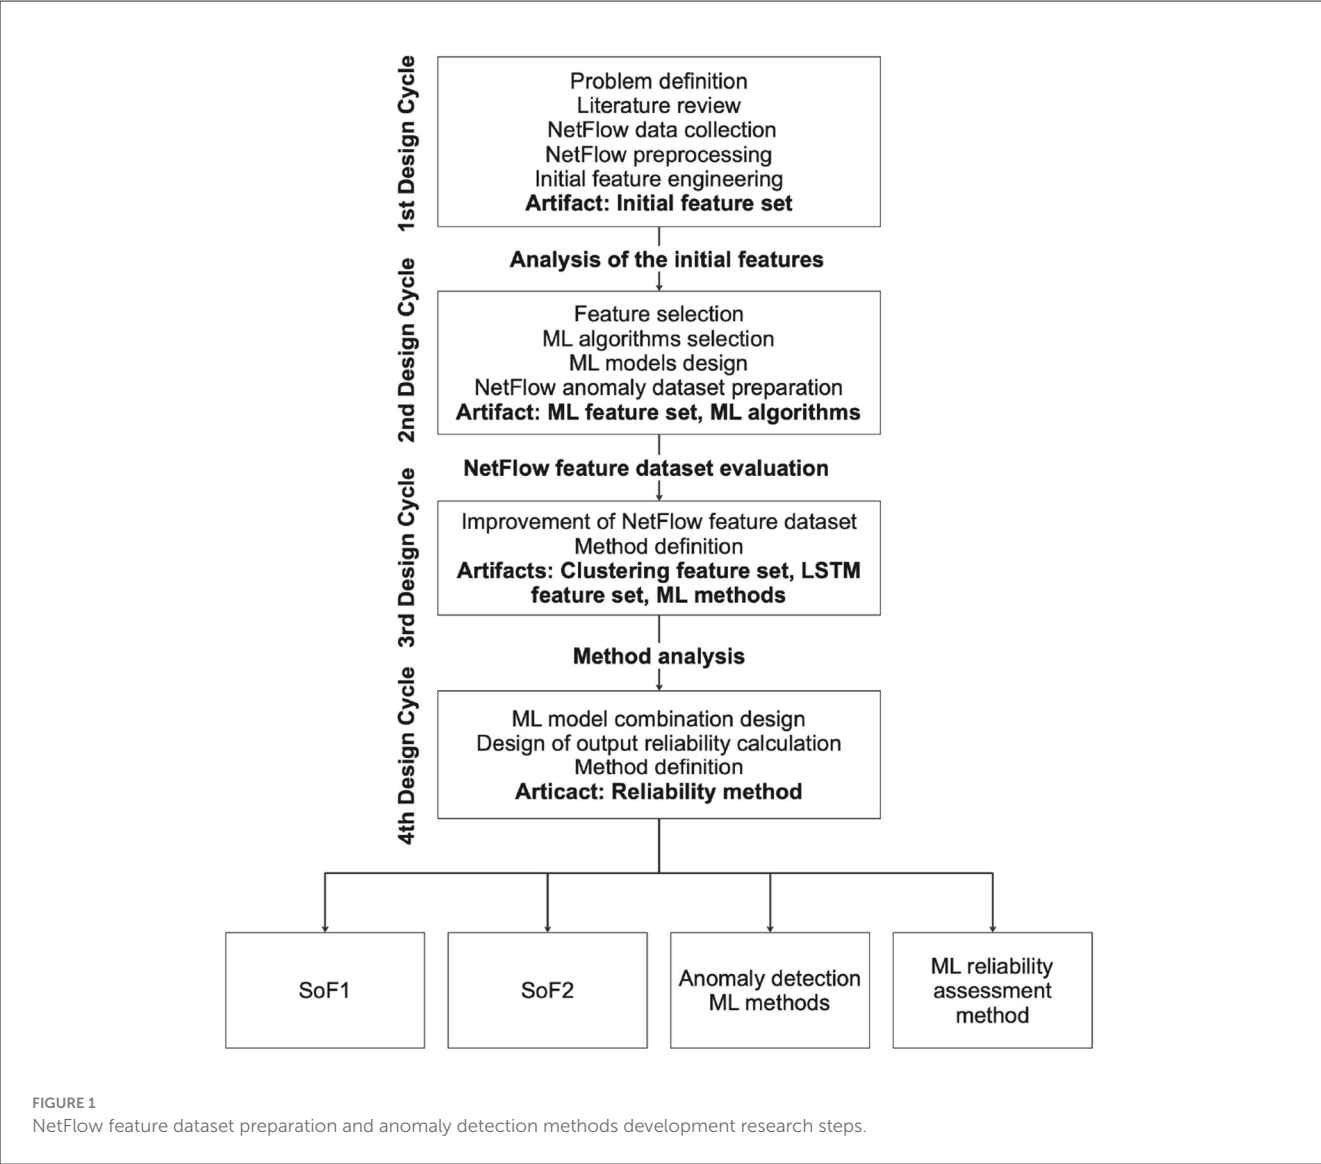 1st Design Cycle
Problem definition
Literature review
NetFlow data collection
NetFlow preprocessing
Initial feature engineering
Artifact: Initial feature set
Analysis of the initial features
2nd Design Cycle
Feature selection
ML algorithms selection
ML models design
NetFlow anomaly dataset preparation
Artifact: ML feature set, ML algorithms
NetFlow feature dataset evaluation
3rd Design Cycle
Improvement of NetFlow feature dataset
Method definition
Artifacts: Clustering feature set, LSTM
feature set, ML methods
Method analysis
4th Design Cycle
ML model combination design
Design of output reliability calculation
Method definition
Articact: Reliability method
SoF1
SoF2
Anomaly detection
ML methods
ML reliability
assessment
method
FIGURE 1
NetFlow feature dataset preparation and anomaly detection methods development research steps.